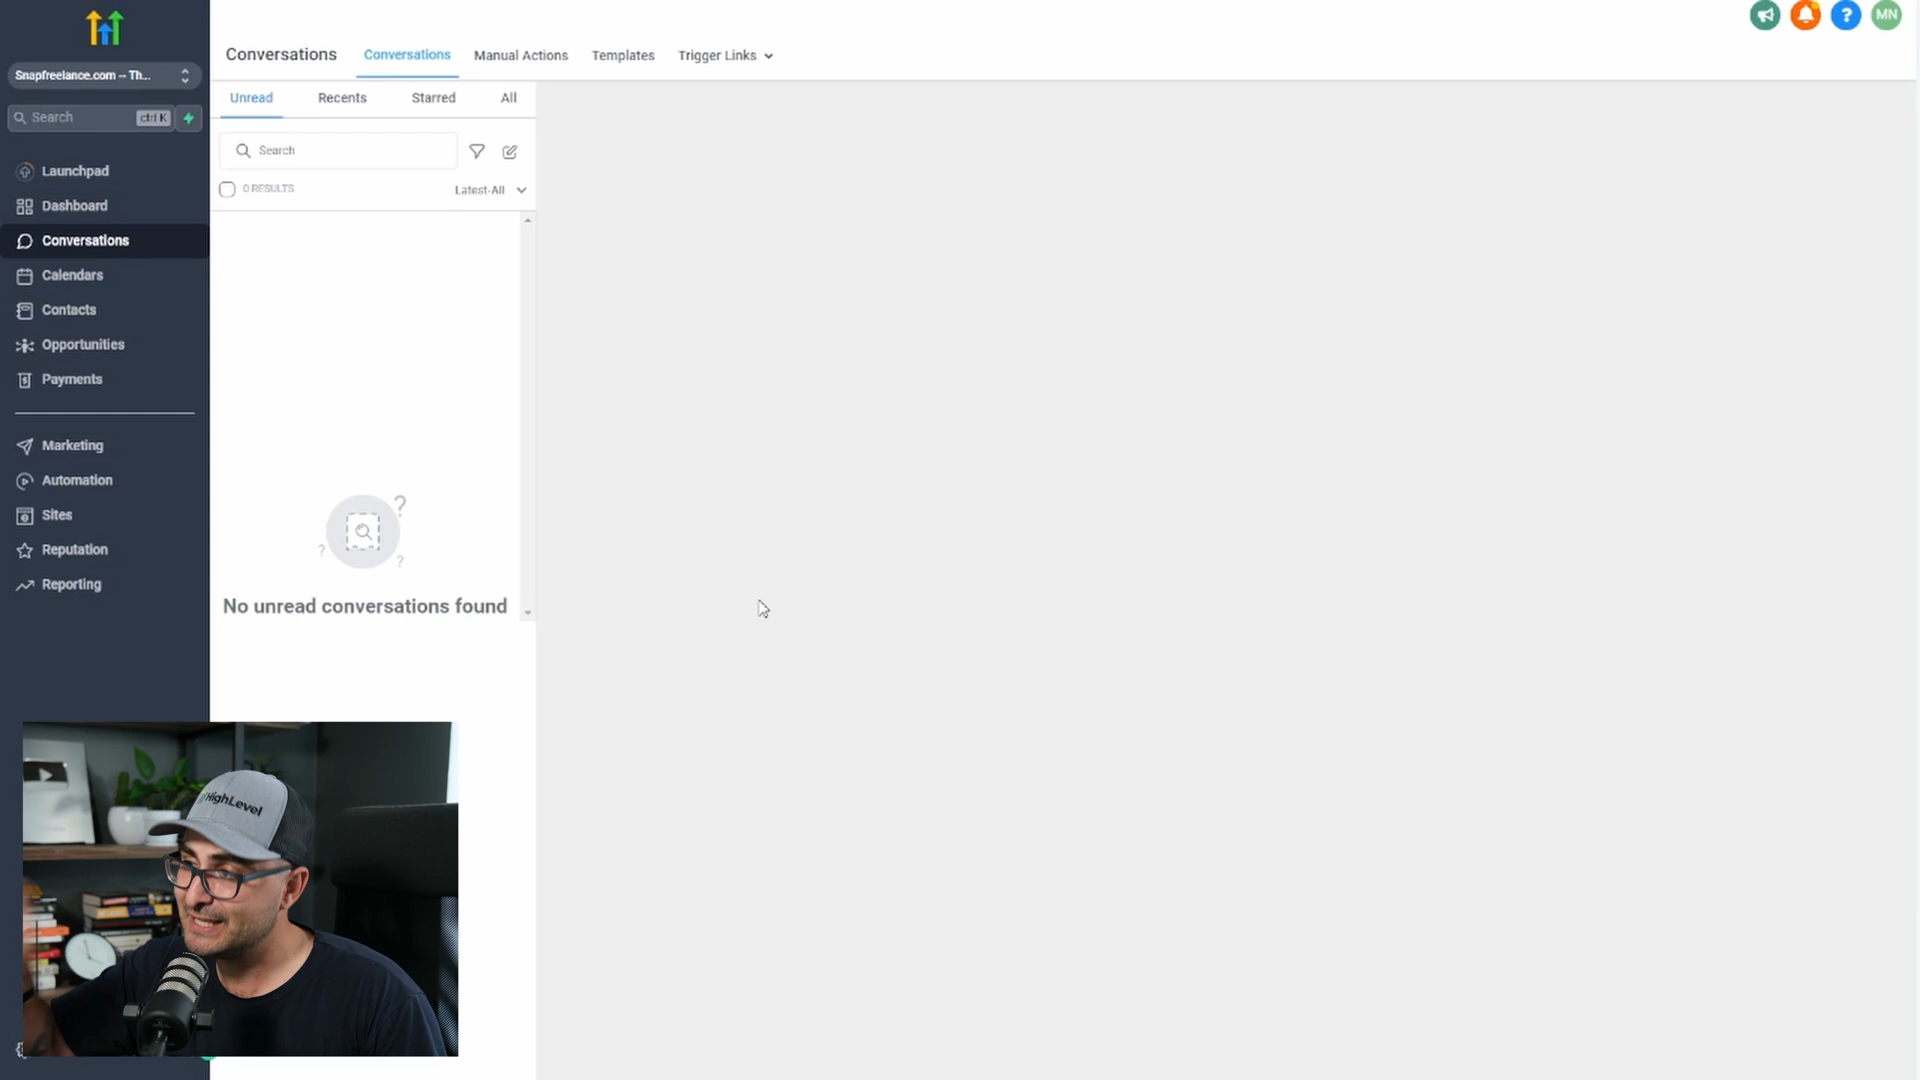 Snapfreelance.com -- Th...
Search
ctrl K
Launchpad
Dashboard
Conversations
Calendars
Contacts
Opportunities
Payments
Marketing
Automation
Sites
Reputation
Reporting
Conversations
Conversations
Manual Actions
Templates
Trigger Links
MN
Unread
Recents
Starred
All
Search
0 RESULTS
Latest-All
No unread conversations found
HighLevel